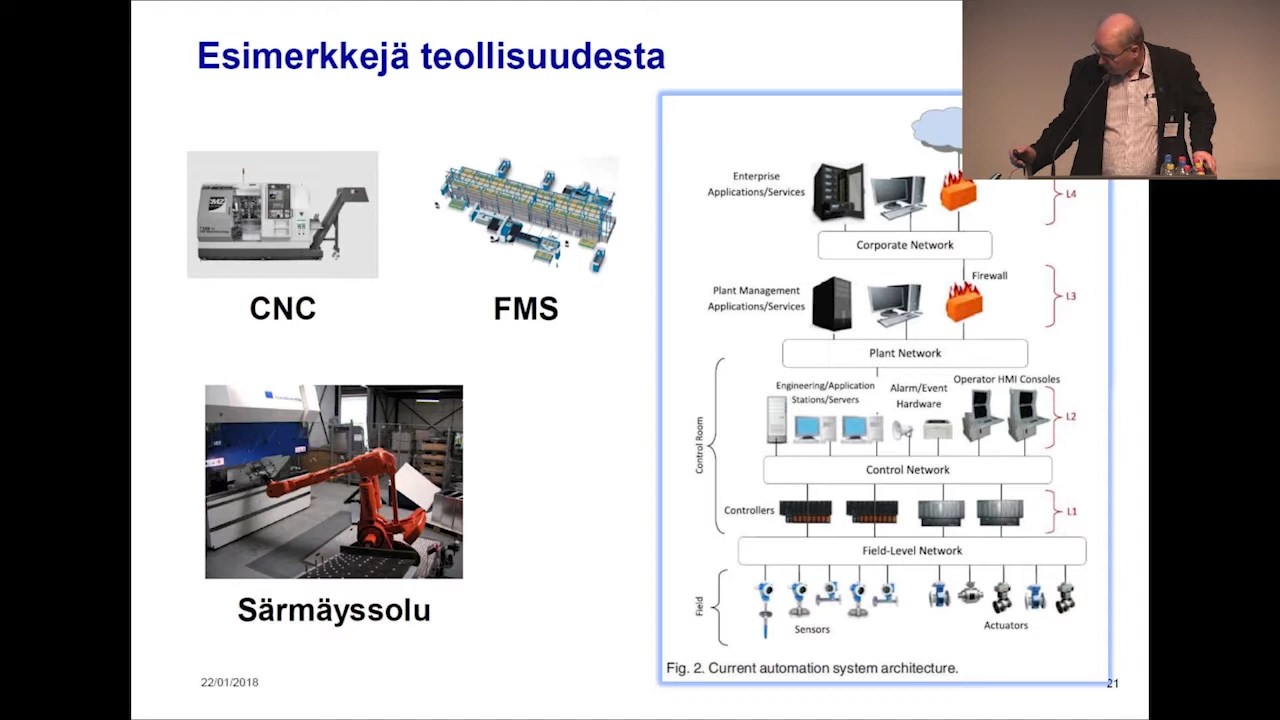 Esimerkkejä teollisuudesta
CNC
FMS
Särmäyssolu
Enterprise
Applications/Services
L4
Corporate Network
Firewall
Plant Management
Applications/Services
L3
Plant Network
Engineering/Application
Stations/Servers
Alarm/Event
Hardware
Operator HMI Consoles
L2
Control Room
Control Network
Controllers
L1
Field-Level Network
Field
Sensors
Actuators
Fig. 2. Current automation system architecture.
22/01/2018
21